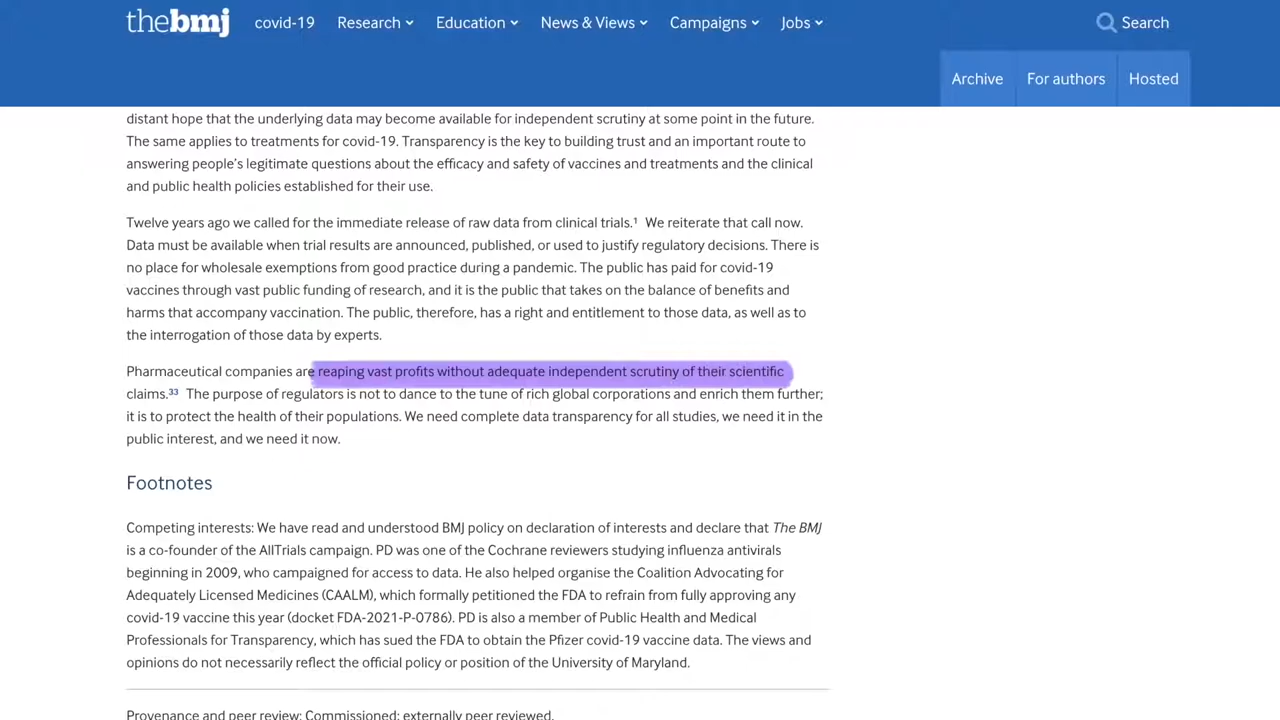 thebmj covid-19 Research Education News & Views Campaigns Jobs Search
Archive For authors Hosted
distant hope that the underlying data may become available for independent scrutiny at some point in the future.
The same applies to treatments for covid-19. Transparency is the key to building trust and an important route to
answering people's legitimate questions about the efficacy and safety of vaccines and treatments and the clinical
and public health policies established for their use.
Twelve years ago we called for the immediate release of raw data from clinical trials.¹ We reiterate that call now.
Data must be available when trial results are announced, published, or used to justify regulatory decisions. There is
no place for wholesale exemptions from good practice during a pandemic. The public has paid for covid-19
vaccines through vast public funding of research, and it is the public that takes on the balance of benefits and
harms that accompany vaccination. The public, therefore, has a right and entitlement to those data, as well as to
the interrogation of those data by experts.
Pharmaceutical companies are reaping vast profits without adequate independent scrutiny of their scientific
claims.³³ The purpose of regulators is not to dance to the tune of rich global corporations and enrich them further;
it is to protect the health of their populations. We need complete data transparency for all studies, we need it in the
public interest, and we need it now.
Footnotes
Competing interests: We have read and understood BMJ policy on declaration of interests and declare that The BMJ
is a co-founder of the AllTrials campaign. PD was one of the Cochrane reviewers studying influenza antivirals
beginning in 2009, who campaigned for access to data. He also helped organise the Coalition Advocating for
Adequately Licensed Medicines (CAALM), which formally petitioned the FDA to refrain from fully approving any
covid-19 vaccine this year (docket FDA-2021-P-0786). PD is also a member of Public Health and Medical
Professionals for Transparency, which has sued the FDA to obtain the Pfizer covid-19 vaccine data. The views and
opinions do not necessarily reflect the official policy or position of the University of Maryland.
Provenance and peer review: Commissioned; externally peer reviewed.